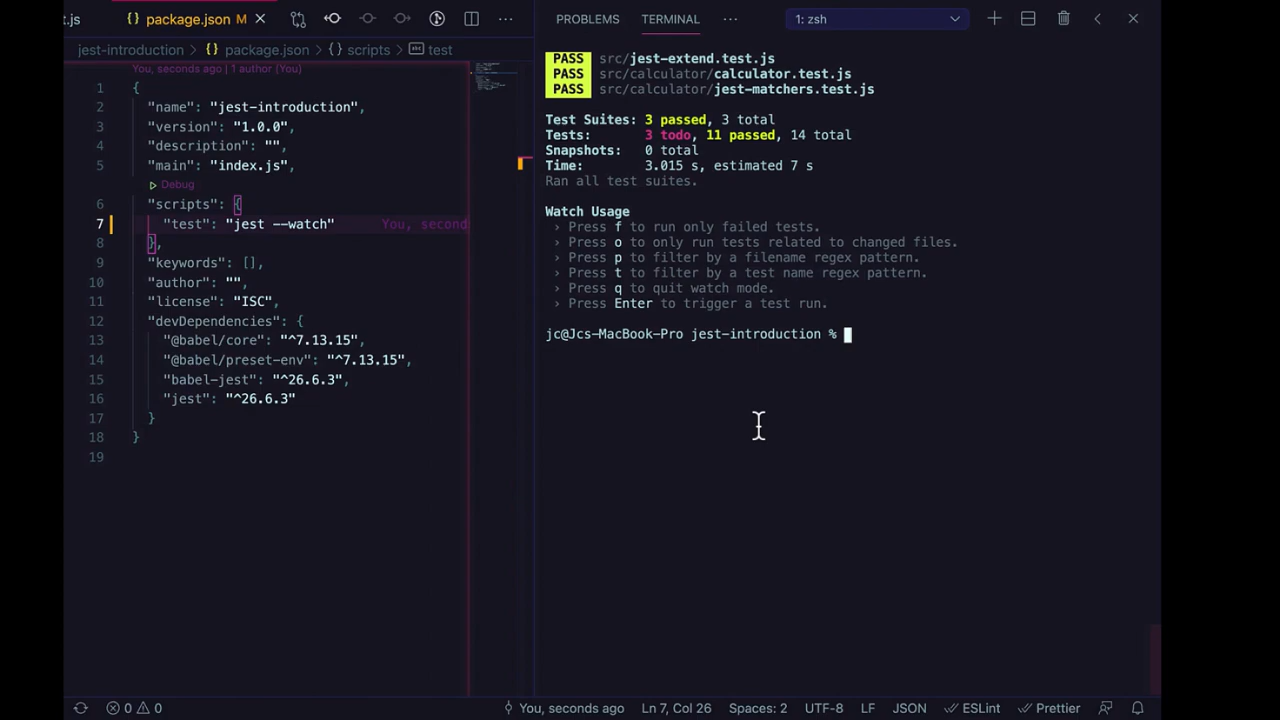 t.js
package.json M
PROBLEMS
TERMINAL
1: zsh
jest-introduction > {} package.json > {} scripts > test
You, seconds ago | 1 author (You)
1 {
2 "name": "jest-introduction",
3 "version": "1.0.0",
4 "description": "",
5 "main": "index.js",
Debug
6 "scripts": {
7 "test": "jest --watch" You, second
8 },
9 "keywords": [],
10 "author": "",
11 "license": "ISC",
12 "devDependencies": {
13 "@babel/core": "^7.13.15",
14 "@babel/preset-env": "^7.13.15",
15 "babel-jest": "^26.6.3",
16 "jest": "^26.6.3"
17 }
18 }
19
PASS src/jest-extend.test.js
PASS src/calculator/calculator.test.js
PASS src/calculator/jest-matchers.test.js
Test Suites: 3 passed, 3 total
Tests: 3 todo, 11 passed, 14 total
Snapshots: 0 total
Time: 3.015 s, estimated 7 s
Ran all test suites.
Watch Usage
› Press f to run only failed tests.
› Press o to only run tests related to changed files.
› Press p to filter by a filename regex pattern.
› Press t to filter by a test name regex pattern.
› Press q to quit watch mode.
› Press Enter to trigger a test run.
jc@Jcs-MacBook-Pro jest-introduction %
0 0
You, seconds ago Ln 7, Col 26 Spaces: 2 UTF-8 LF JSON ESLint Prettier